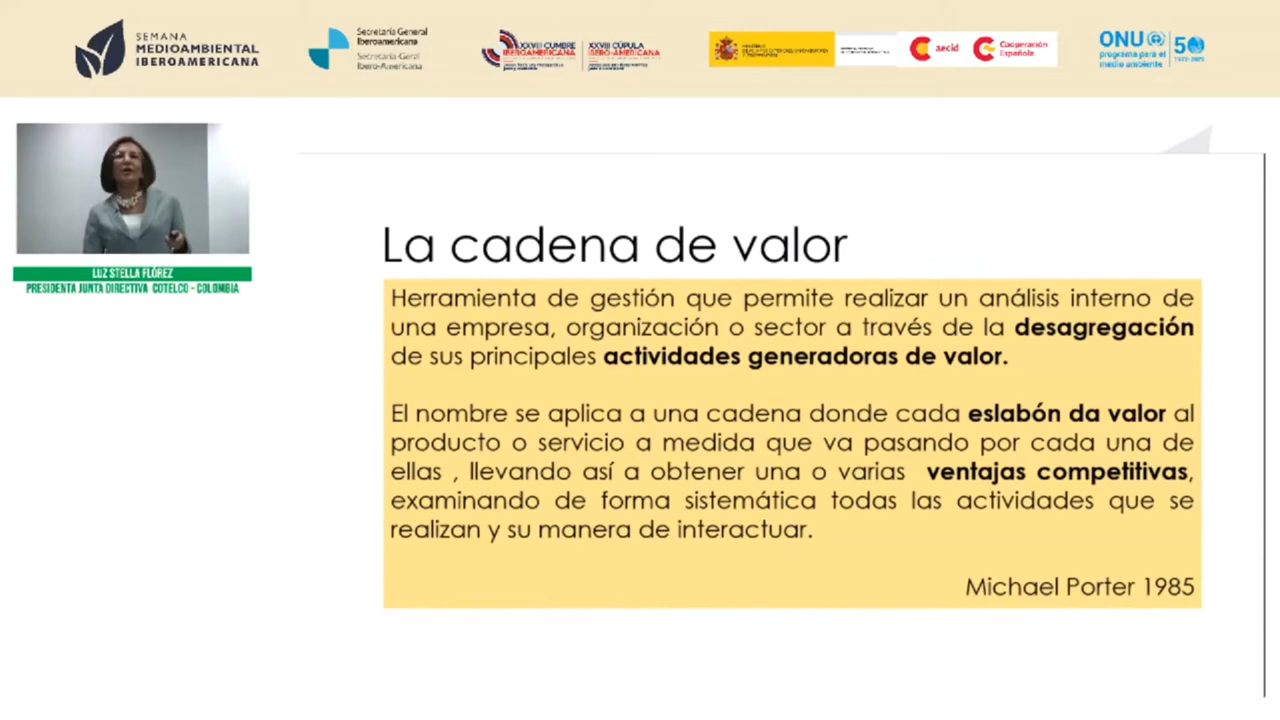 SEMANA
MEDIOAMBIENTAL
IBEROAMERICANA
Secretaría General
Iberoamericana
Secretaria-Geral
Ibero-Americana
XXVIII CUMBRE
IBEROAMERICANA
XXVIII CÚPULA
IBERO-AMERICANA
aecid
Cooperación
Española
ONU
programa para el
medio ambiente
50
1972-2022
LUZ STELLA FLÓREZ
PRESIDENTA JUNTA DIRECTIVA COTELCO - COLOMBIA
La cadena de valor
Herramienta de gestión que permite realizar un análisis interno de
una empresa, organización o sector a través de la desagregación
de sus principales actividades generadoras de valor.
El nombre se aplica a una cadena donde cada eslabón da valor al
producto o servicio a medida que va pasando por cada una de
ellas , llevando así a obtener una o varias ventajas competitivas,
examinando de forma sistemática todas las actividades que se
realizan y su manera de interactuar.
Michael Porter 1985